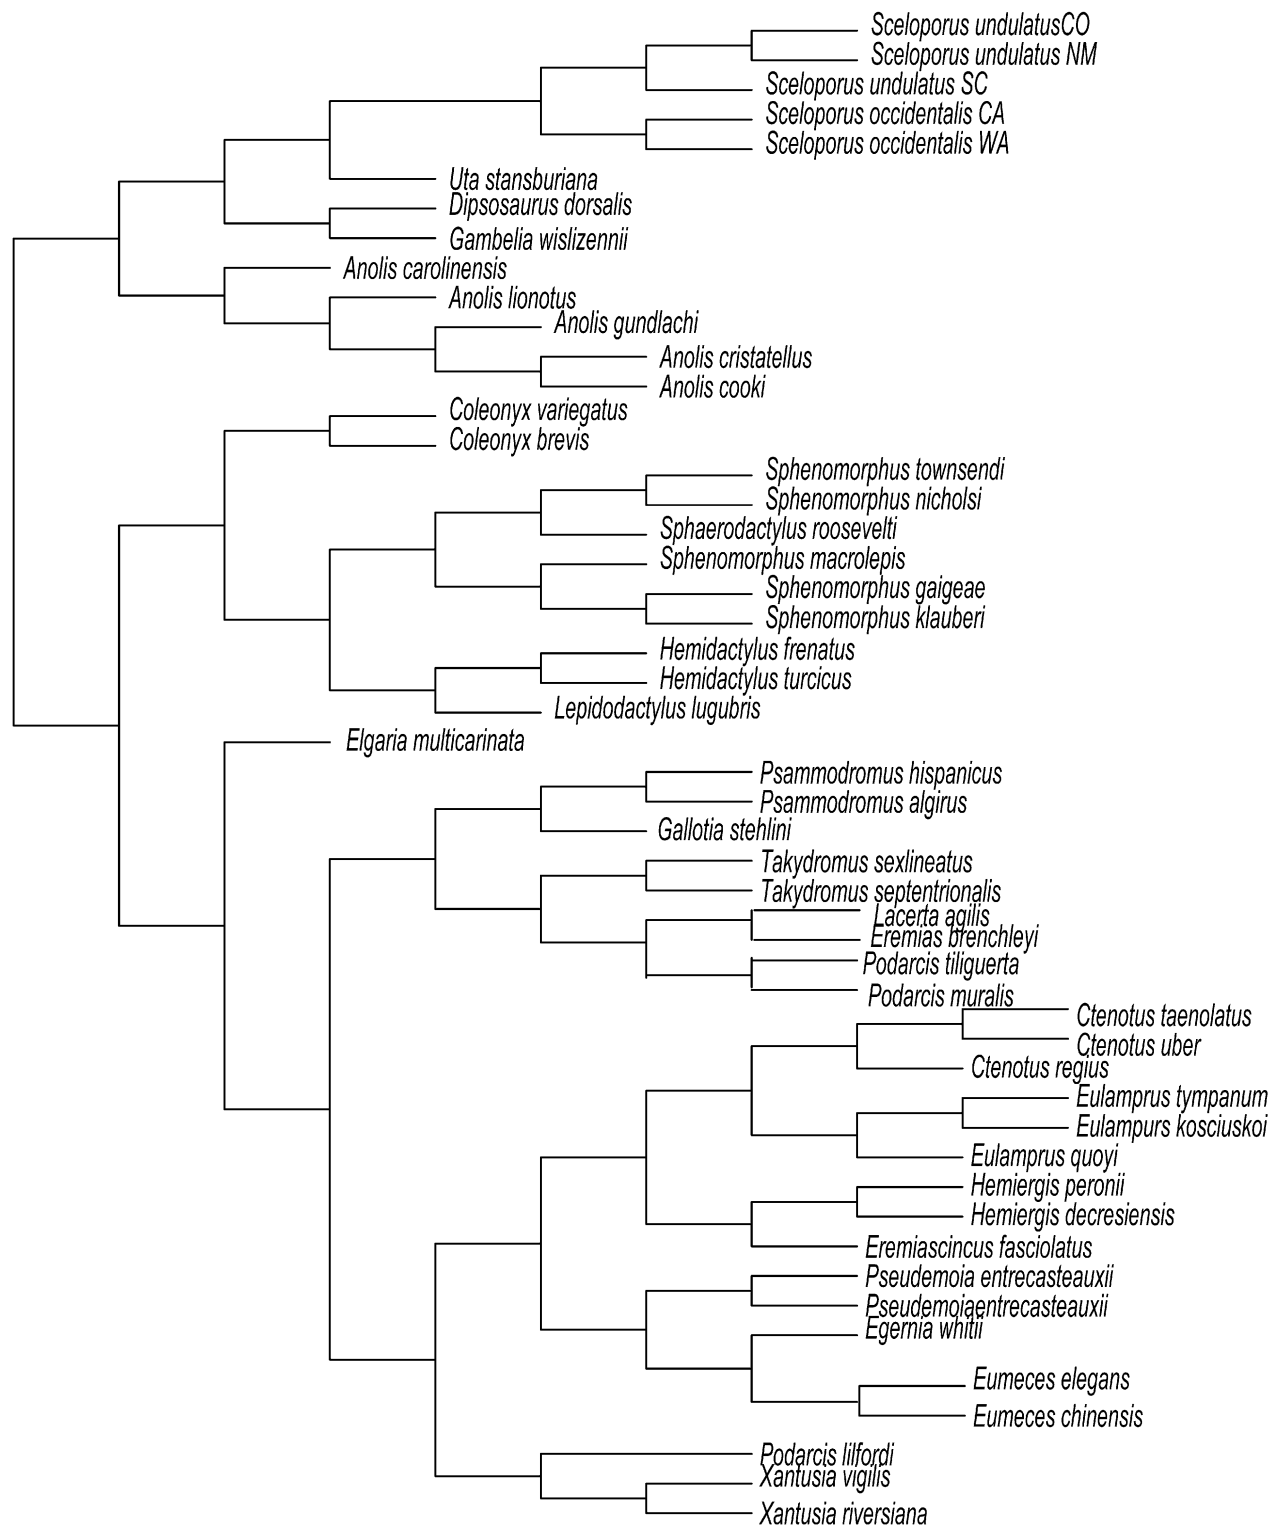 Sceloporus undulatusCO
Sceloporus undulatus NM
Sceloporus undulatus SC
Sceloporus occidentalis CA
Sceloporus occidentalis WA
Uta stansburiana
Dipsosaurus dorsalis
Gambelia wislizennii
Anolis carolinensis
Anolis lionotus
Anolis gundlachi
Anolis cristatellus
Anolis cooki
Coleonyx variegatus
Coleonyx brevis
Sphenomorphus townsendi
Sphenomorphus nicholsi
Sphaerodactylus roosevelti
Sphenomorphus macrolepis
Sphenomorphus gaigeae
Sphenomorphus klauberi
Hemidactylus frenatus
Hemidactylus turcicus
Lepidodactylus lugubris
Elgaria multicarinata
Psammodromus hispanicus
Psammodromus algirus
Gallotia stehlini
Takydromus sexlineatus
Takydromus septentrionalis
Lacerta agilis
Eremias brenchleyi
Podarcis tiliguerta
Podarcis muralis
Ctenotus taenolatus
Ctenotus uber
Ctenotus regius
Eulamprus tympanum
Eulampurs kosciuskoi
Eulamprus quoyi
Hemiergis peronii
Hemiergis decresiensis
Eremiascincus fasciolatus
Pseudemoia entrecasteauxii
Pseudemoiaentrecasteauxii
Egernia whitii
Eumeces elegans
Eumeces chinensis
Podarcis lilfordi
Xantusia vigilis
Xantusia riversiana